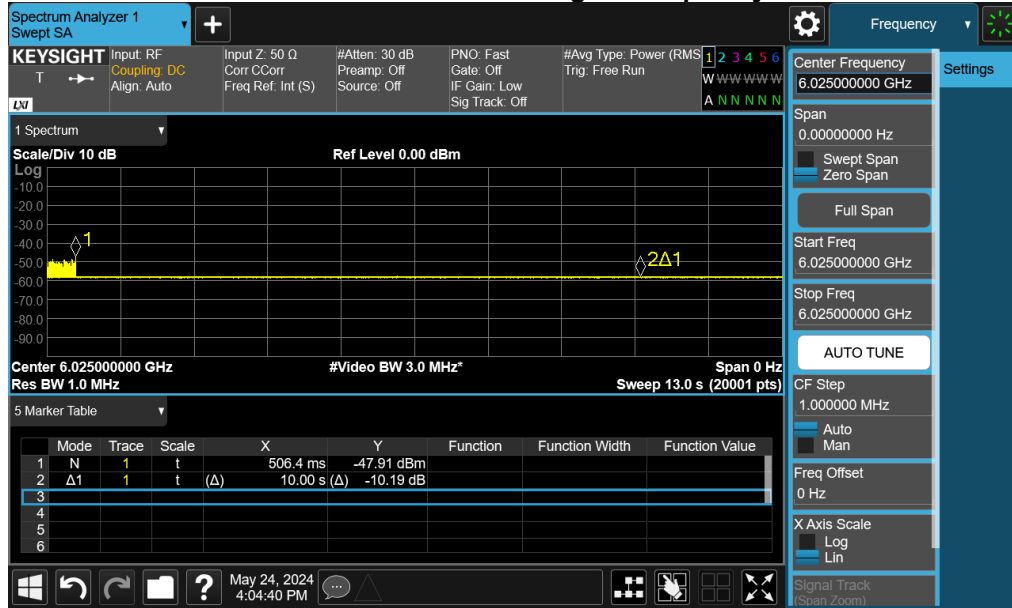 Spectrum Analyzer 1
Swept SA
Frequency
KEYSIGHT
T
LXI
Input: RF
Coupling: DC
Align: Auto
Input Z: 50 Ω
Corr CCorr
Freq Ref: Int (S)
#Atten: 30 dB
Preamp: Off
Source: Off
PNO: Fast
Gate: Off
IF Gain: Low
Sig Track: Off
#Avg Type: Power (RMS
Trig: Free Run
1 2 3 4 5 6
W W W W W W
A N N N N N
1 Spectrum
Scale/Div 10 dB
Ref Level 0.00 dBm
Log
-10.0
-20.0
-30.0
-40.0
-50.0
-60.0
-70.0
-80.0
-90.0
1
2Δ1
Center 6.025000000 GHz
#Video BW 3.0 MHz*
Span 0 Hz
Res BW 1.0 MHz
Sweep 13.0 s (20001 pts)
5 Marker Table
Mode Trace Scale X Y Function Function Width Function Value
1 N 1 t 506.4 ms -47.91 dBm
2 Δ1 1 t (Δ) 10.00 s (Δ) -10.19 dB
3
4
5
6
?
May 24, 2024
4:04:40 PM
Center Frequency
6.025000000 GHz
Span
0.00000000 Hz
Swept Span
Zero Span
Full Span
Start Freq
6.025000000 GHz
Stop Freq
6.025000000 GHz
AUTO TUNE
CF Step
1.000000 MHz
Auto
Man
Freq Offset
0 Hz
X Axis Scale
Log
Lin
Signal Track
(Span Zoom)
Settings